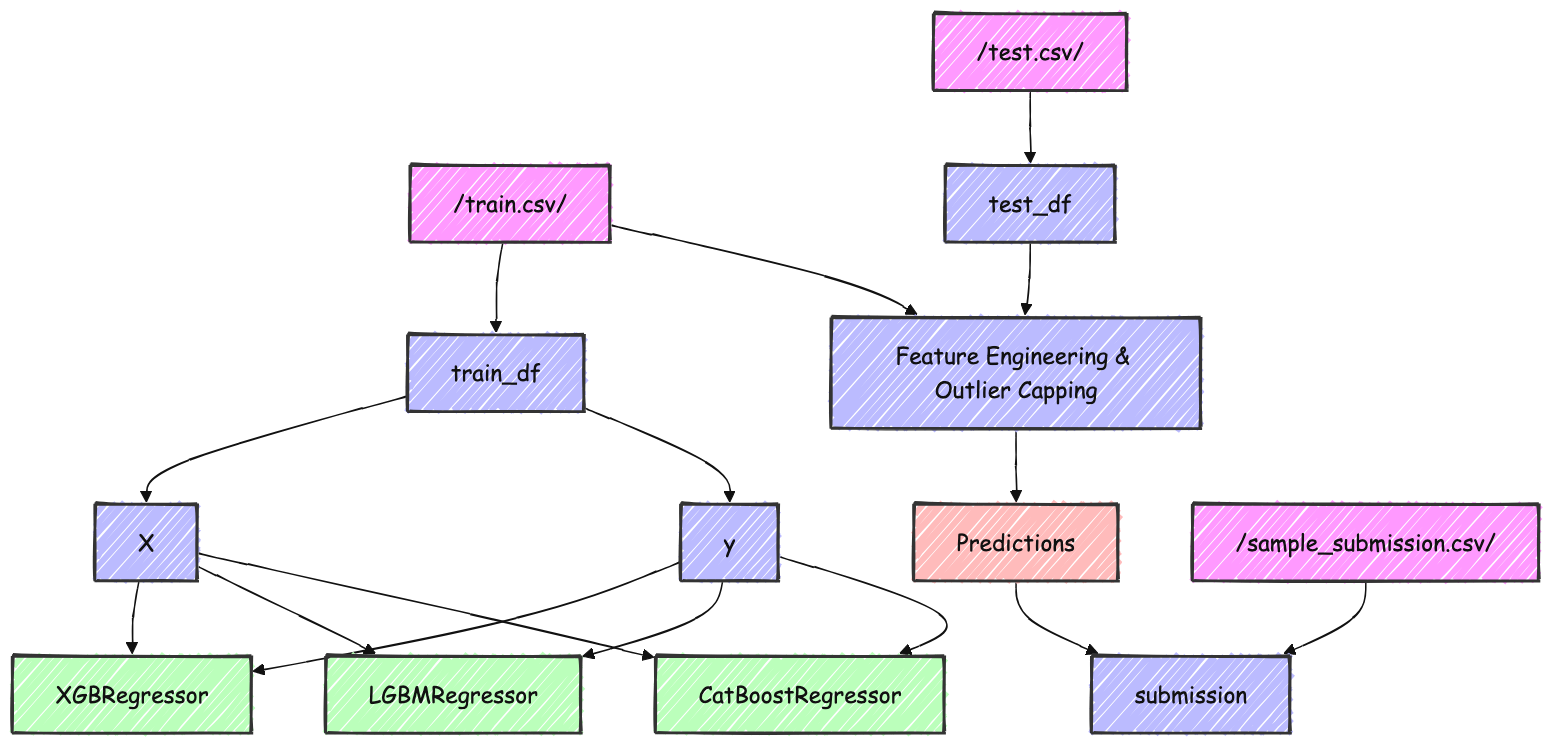 /test.csv/
/train.csv/
test_df
train_df
Feature Engineering &
Outlier Capping
X
y
Predictions
/sample_submission.csv/
XGBRegressor
LGBMRegressor
CatBoostRegressor
submission